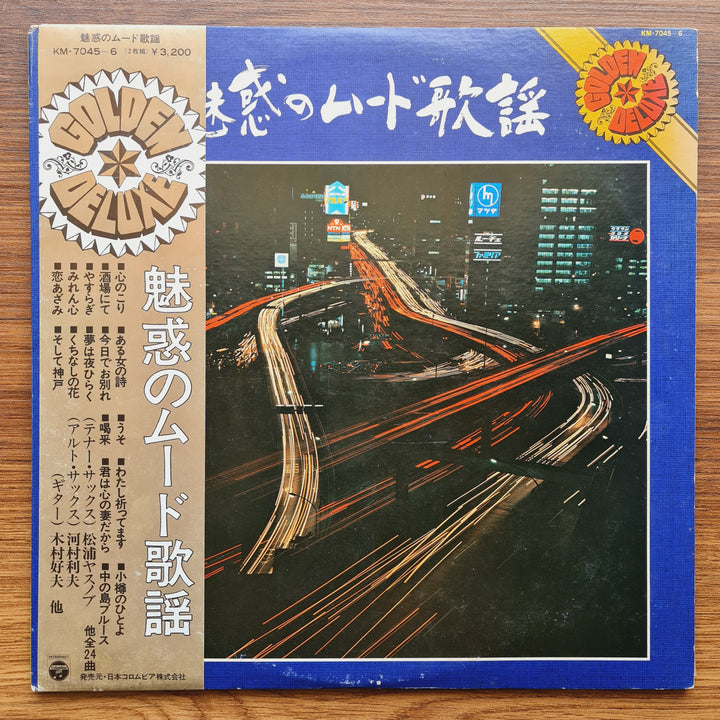 魅惑のムード歌謡
KM-7045~6 (2枚組) ¥3,200
GOLDEN
DELUXE
KM-7045~6
GOLDEN
DELUXE
魅惑のムード歌謡
マツダ
ルーチェ
ファミリア
魅惑のムード歌謡
■心のこり
■酒場にて
■やすらぎ
■みれん心
■恋あざみ
■ある女の詩
■今日でお別れ
■夢は夜ひらく
■くちなしの花
■そして神戸
■うそ
■喝采
■わたし祈ってます
■君は心の妻だから
■小樽のひとよ
■中の島ブルース
他全24曲
(テナー・サックス) 松浦ヤスノブ
(アルト・サックス) 河村利夫
(ギター) 木村好夫 他
発売元・日本コロムビア株式会社